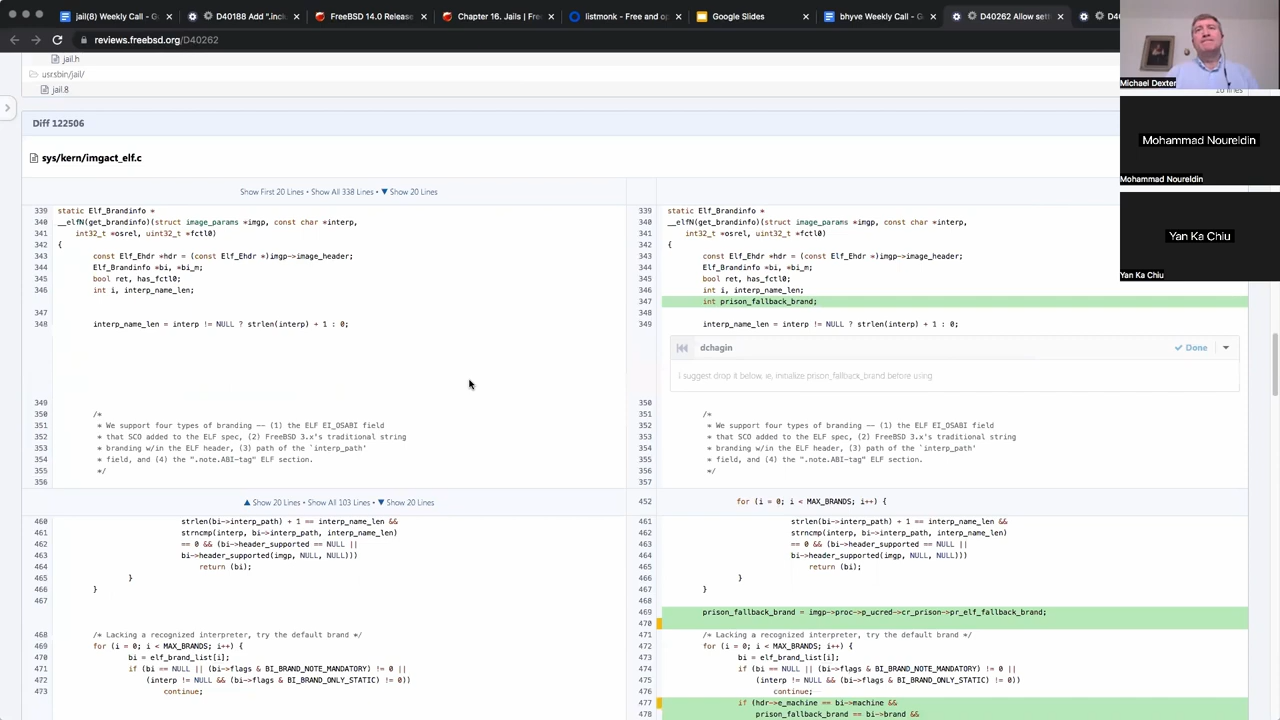 jail(8) Weekly Call - G
D40188 Add ".inclu
FreeBSD 14.0 Releas
Chapter 16. Jails | Fre
listmonk - Free and op
Google Slides
bhyve Weekly Call - G
D40262 Allow sett
D40
reviews.freebsd.org/D40262
jail.h
usr.sbin/jail/
jail.8
Diff 122506
sys/kern/imgact_elf.c
Show First 20 Lines • Show All 338 Lines • ▼ Show 20 Lines
339 static Elf_Brandinfo *
340 __elfN(get_brandinfo)(struct image_params *imgp, const char *interp,
341 int32_t *osrel, uint32_t *fctl0)
342 {
343 const Elf_Ehdr *hdr = (const Elf_Ehdr *)imgp->image_header;
344 Elf_Brandinfo *bi, *bi_m;
345 bool ret, has_fctl0;
346 int i, interp_name_len;
347
348 interp_name_len = interp != NULL ? strlen(interp) + 1 : 0;
349
350 /*
351 * We support four types of branding -- (1) the ELF EI_OSABI field
352 * that SCO added to the ELF spec, (2) FreeBSD 3.x's traditional string
353 * branding w/in the ELF header, (3) path of the `interp_path'
354 * field, and (4) the ".note.ABI-tag" ELF section.
355 */
356
▲ Show 20 Lines • Show All 103 Lines • ▼ Show 20 Lines
460 strlen(bi->interp_path) + 1 == interp_name_len &&
461 strncmp(interp, bi->interp_path, interp_name_len)
462 == 0 && (bi->header_supported == NULL ||
463 bi->header_supported(imgp, NULL, NULL)))
464 return (bi);
465 }
466 }
467
468 /* Lacking a recognized interpreter, try the default brand */
469 for (i = 0; i < MAX_BRANDS; i++) {
470 bi = elf_brand_list[i];
471 if (bi == NULL || (bi->flags & BI_BRAND_NOTE_MANDATORY) != 0 ||
472 (interp != NULL && (bi->flags & BI_BRAND_ONLY_STATIC) != 0))
473 continue;
339 static Elf_Brandinfo *
340 __elfN(get_brandinfo)(struct image_params *imgp, const char *interp,
341 int32_t *osrel, uint32_t *fctl0)
342 {
343 const Elf_Ehdr *hdr = (const Elf_Ehdr *)imgp->image_header;
344 Elf_Brandinfo *bi, *bi_m;
345 bool ret, has_fctl0;
346 int i, interp_name_len;
347 int prison_fallback_brand;
348
349 interp_name_len = interp != NULL ? strlen(interp) + 1 : 0;
dchagin
Done
I suggest drop it below, ie, initialize prison_fallback_brand before using
350
351 /*
352 * We support four types of branding -- (1) the ELF EI_OSABI field
353 * that SCO added to the ELF spec, (2) FreeBSD 3.x's traditional string
354 * branding w/in the ELF header, (3) path of the `interp_path'
355 * field, and (4) the ".note.ABI-tag" ELF section.
356 */
357
452 for (i = 0; i < MAX_BRANDS; i++) {
461 strlen(bi->interp_path) + 1 == interp_name_len &&
462 strncmp(interp, bi->interp_path, interp_name_len)
463 == 0 && (bi->header_supported == NULL ||
464 bi->header_supported(imgp, NULL, NULL)))
465 return (bi);
466 }
467 }
468
469 prison_fallback_brand = imgp->proc->p_ucred->cr_prison->pr_elf_fallback_brand;
470
471 /* Lacking a recognized interpreter, try the default brand */
472 for (i = 0; i < MAX_BRANDS; i++) {
473 bi = elf_brand_list[i];
474 if (bi == NULL || (bi->flags & BI_BRAND_NOTE_MANDATORY) != 0 ||
475 (interp != NULL && (bi->flags & BI_BRAND_ONLY_STATIC) != 0))
476 continue;
477 if (hdr->e_machine == bi->machine &&
478 prison_fallback_brand == bi->brand &&
Michael Dexter
Mohammad Noureldin
Mohammad Noureldin
Yan Ka Chiu
Yan Ka Chiu